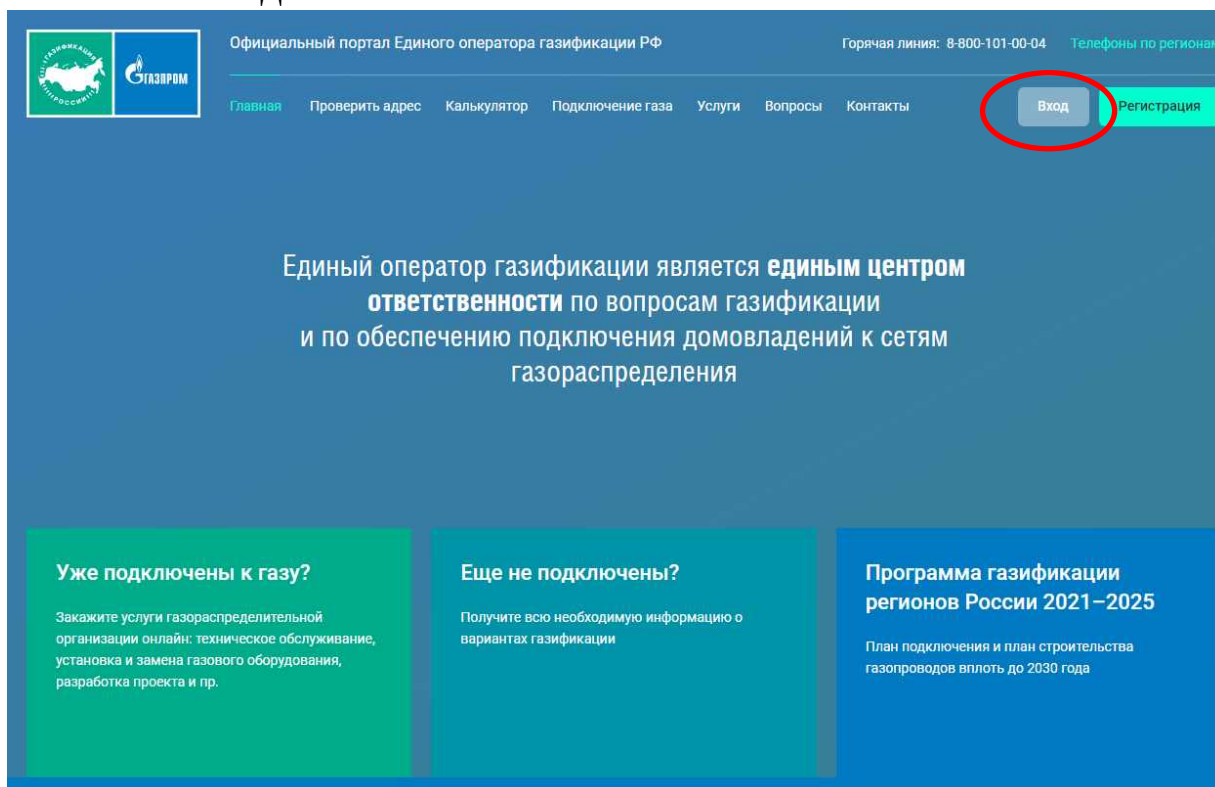 Официальный портал Единого оператора газификации РФ
Горячая линия: 8-800-101-00-04
Телефоны по регионам
ГАЗИФИКАЦИЯ
РОССИИ
ГАЗПРОМ
Главная
Проверить адрес
Калькулятор
Подключение газа
Услуги
Вопросы
Контакты
Вход
Регистрация
Единый оператор газификации является единым центром
ответственности по вопросам газификации
и по обеспечению подключения домовладений к сетям
газораспределения
Уже подключены к газу?
Закажите услуги газораспределительной
организации онлайн: техническое обслуживание,
установка и замена газового оборудования,
разработка проекта и пр.
Еще не подключены?
Получите всю необходимую информацию о
вариантах газификации
Программа газификации
регионов России 2021–2025
План подключения и план строительства
газопроводов вплоть до 2030 года